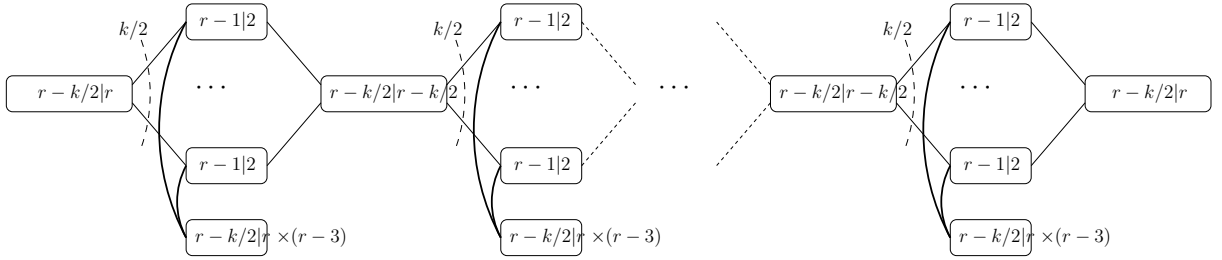 r − 1|2 r − 1|2 r − 1|2
k/2 k/2 k/2
r − k/2|r · · · r − k/2|r − k/2 · · · · · · r − k/2|r − k/2 · · · r − k/2|r
r − 1|2 r − 1|2 r − 1|2
r − k/2|r ×(r − 3) r − k/2|r ×(r − 3) r − k/2|r ×(r − 3)